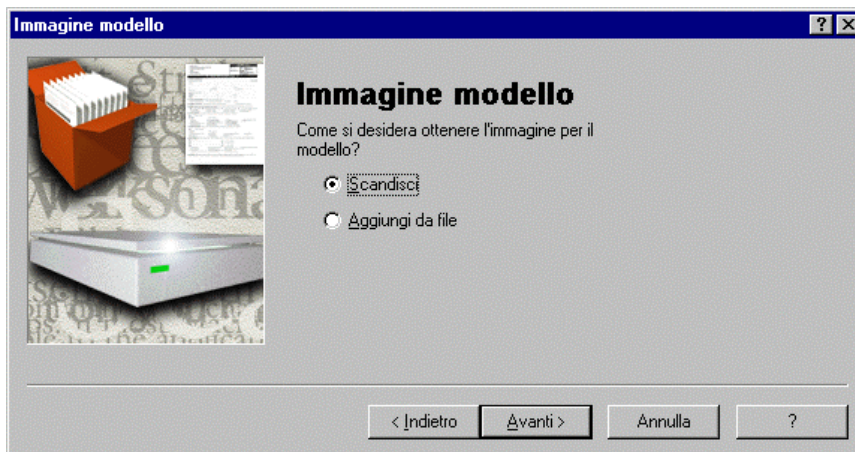 Immagine modello
Immagine modello
Come si desidera ottenere l'immagine per il
modello?
Scandisci
Aggiungi da file
< Indietro
Avanti >
Annulla
?